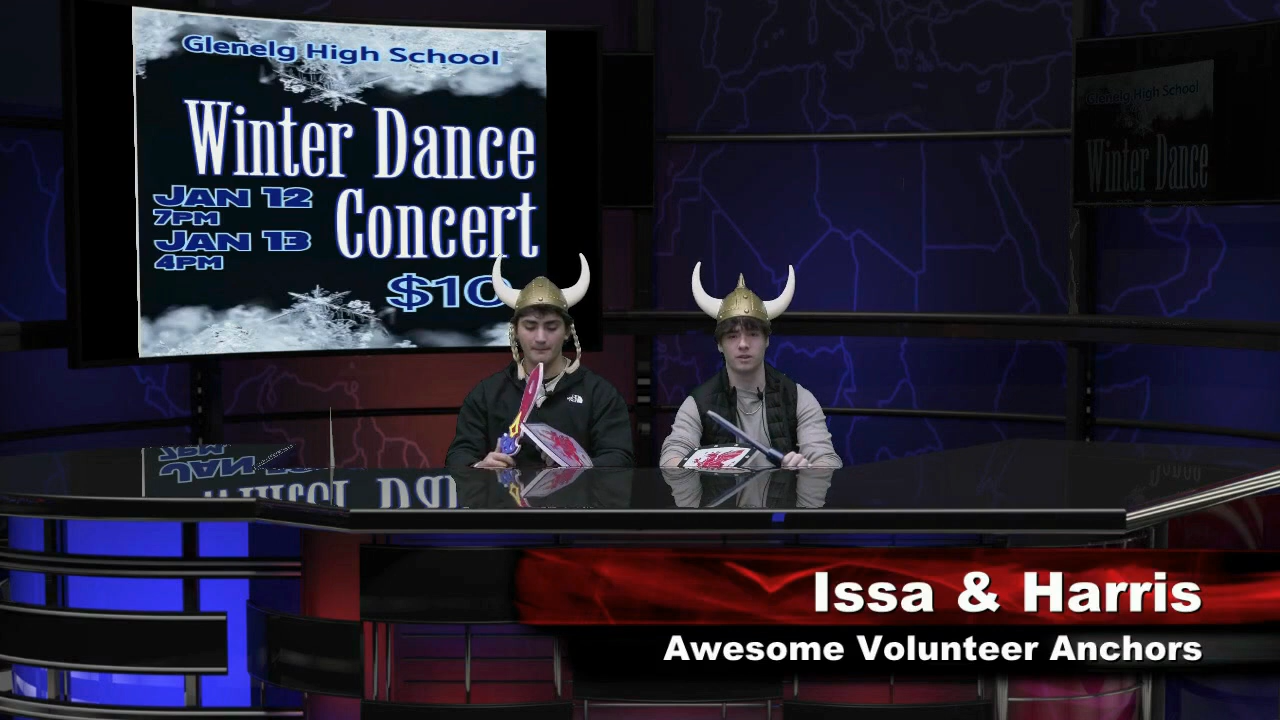 Glenelg High School
Winter Dance
Concert
JAN 12
7PM
JAN 13
4PM
$10
Glenelg High School
Winter Dance
Issa & Harris
Awesome Volunteer Anchors